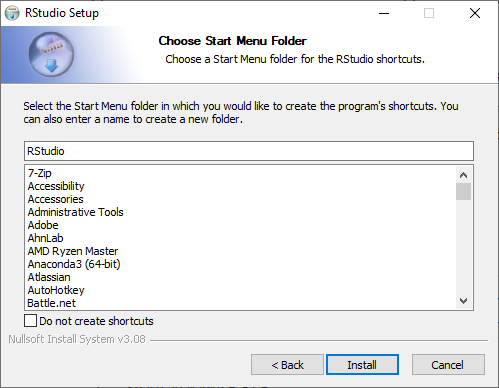 RStudio Setup
Choose Start Menu Folder
Choose a Start Menu folder for the RStudio shortcuts.
Select the Start Menu folder in which you would like to create the program's shortcuts. You
can also enter a name to create a new folder.
RStudio
7-Zip
Accessibility
Accessories
Administrative Tools
Adobe
AhnLab
AMD Ryzen Master
Anaconda3 (64-bit)
Atlassian
AutoHotkey
Battle.net
Do not create shortcuts
Nullsoft Install System v3.08
< Back
Install
Cancel